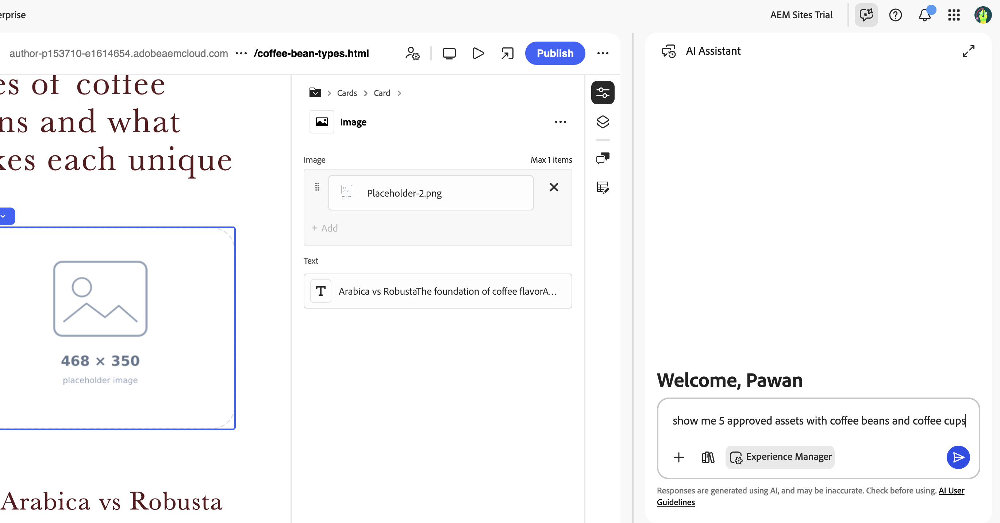 erprise
AEM Sites Trial
author-p153710-e1614654.adobeaemcloud.com ••• /coffee-bean-types.html
Publish
es of coffee
ns and what
kes each unique
468 × 350
placeholder image
Arabica vs Robusta
Cards
Card
Image
Image
Max 1 items
Placeholder-2.png
+ Add
Text
T Arabica vs RobustaThe foundation of coffee flavorA…
AI Assistant
Welcome, Pawan
show me 5 approved assets with coffee beans and coffee cups
Experience Manager
Responses are generated using AI, and may be inaccurate. Check before using. AI User
Guidelines